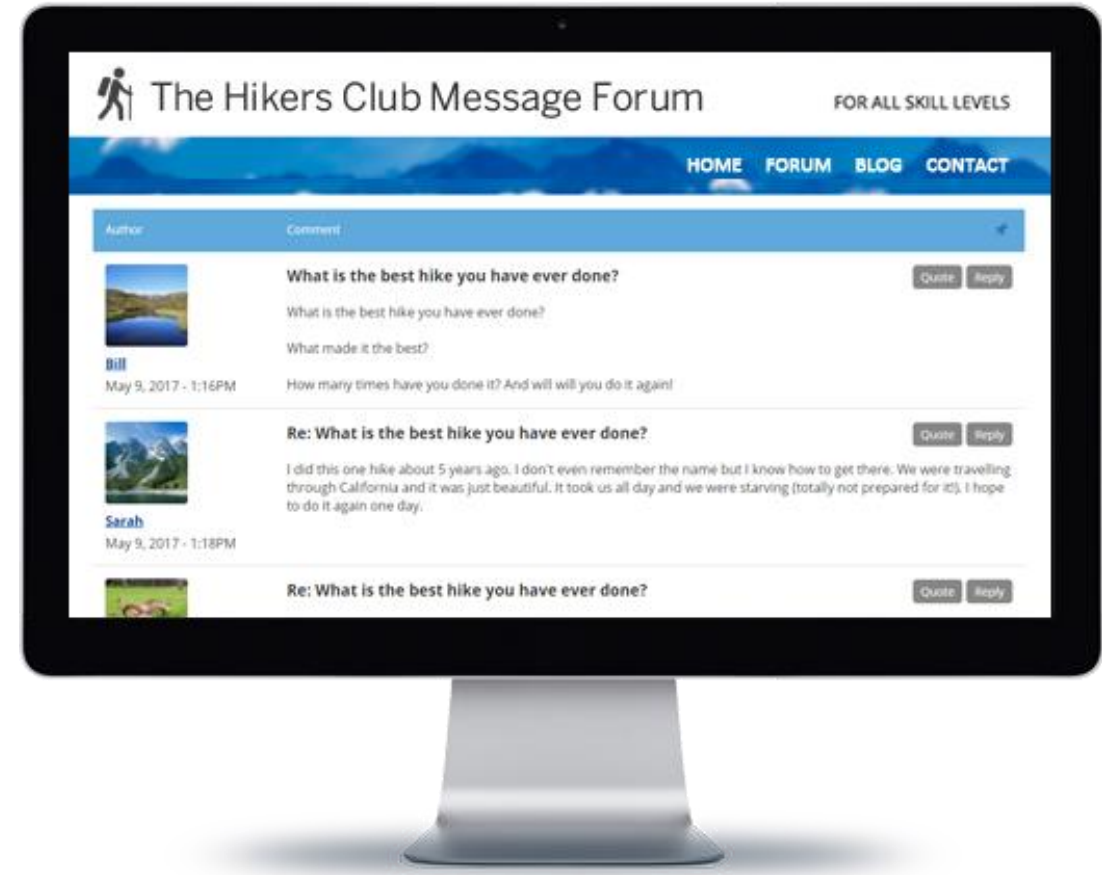 The Hikers Club Message Forum
FOR ALL SKILL LEVELS
HOME FORUM BLOG CONTACT
Author Comment
What is the best hike you have ever done?
Quote Reply
What is the best hike you have ever done?
What made it the best?
Bill
May 9, 2017 - 1:16PM
How many times have you done it? And will will you do it again!
Re: What is the best hike you have ever done?
Quote Reply
I did this one hike about 5 years ago. I don't even remember the name but I know how to get there. We were travelling
through California and it was just beautiful. It took us all day and we were starving (totally not prepared for it!). I hope
to do it again one day.
Sarah
May 9, 2017 - 1:18PM
Re: What is the best hike you have ever done?
Quote Reply